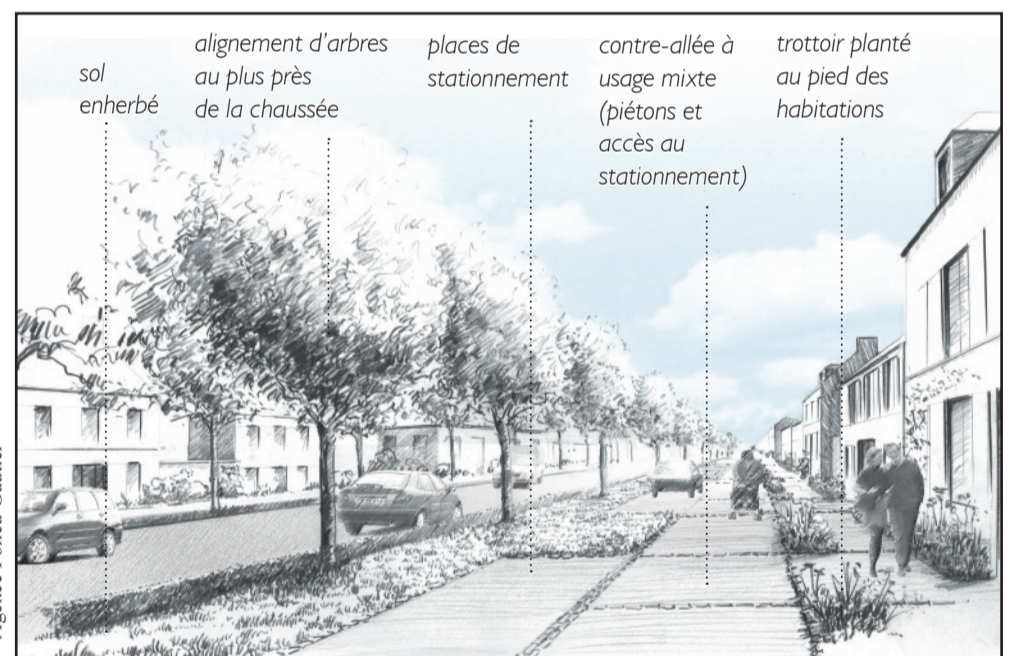 sol
enherbé
alignement d’arbres
au plus près
de la chaussée
places de
stationnement
contre-allée à
usage mixte
(piétons et
accès au
stationnement)
trottoir planté
au pied des
habitations